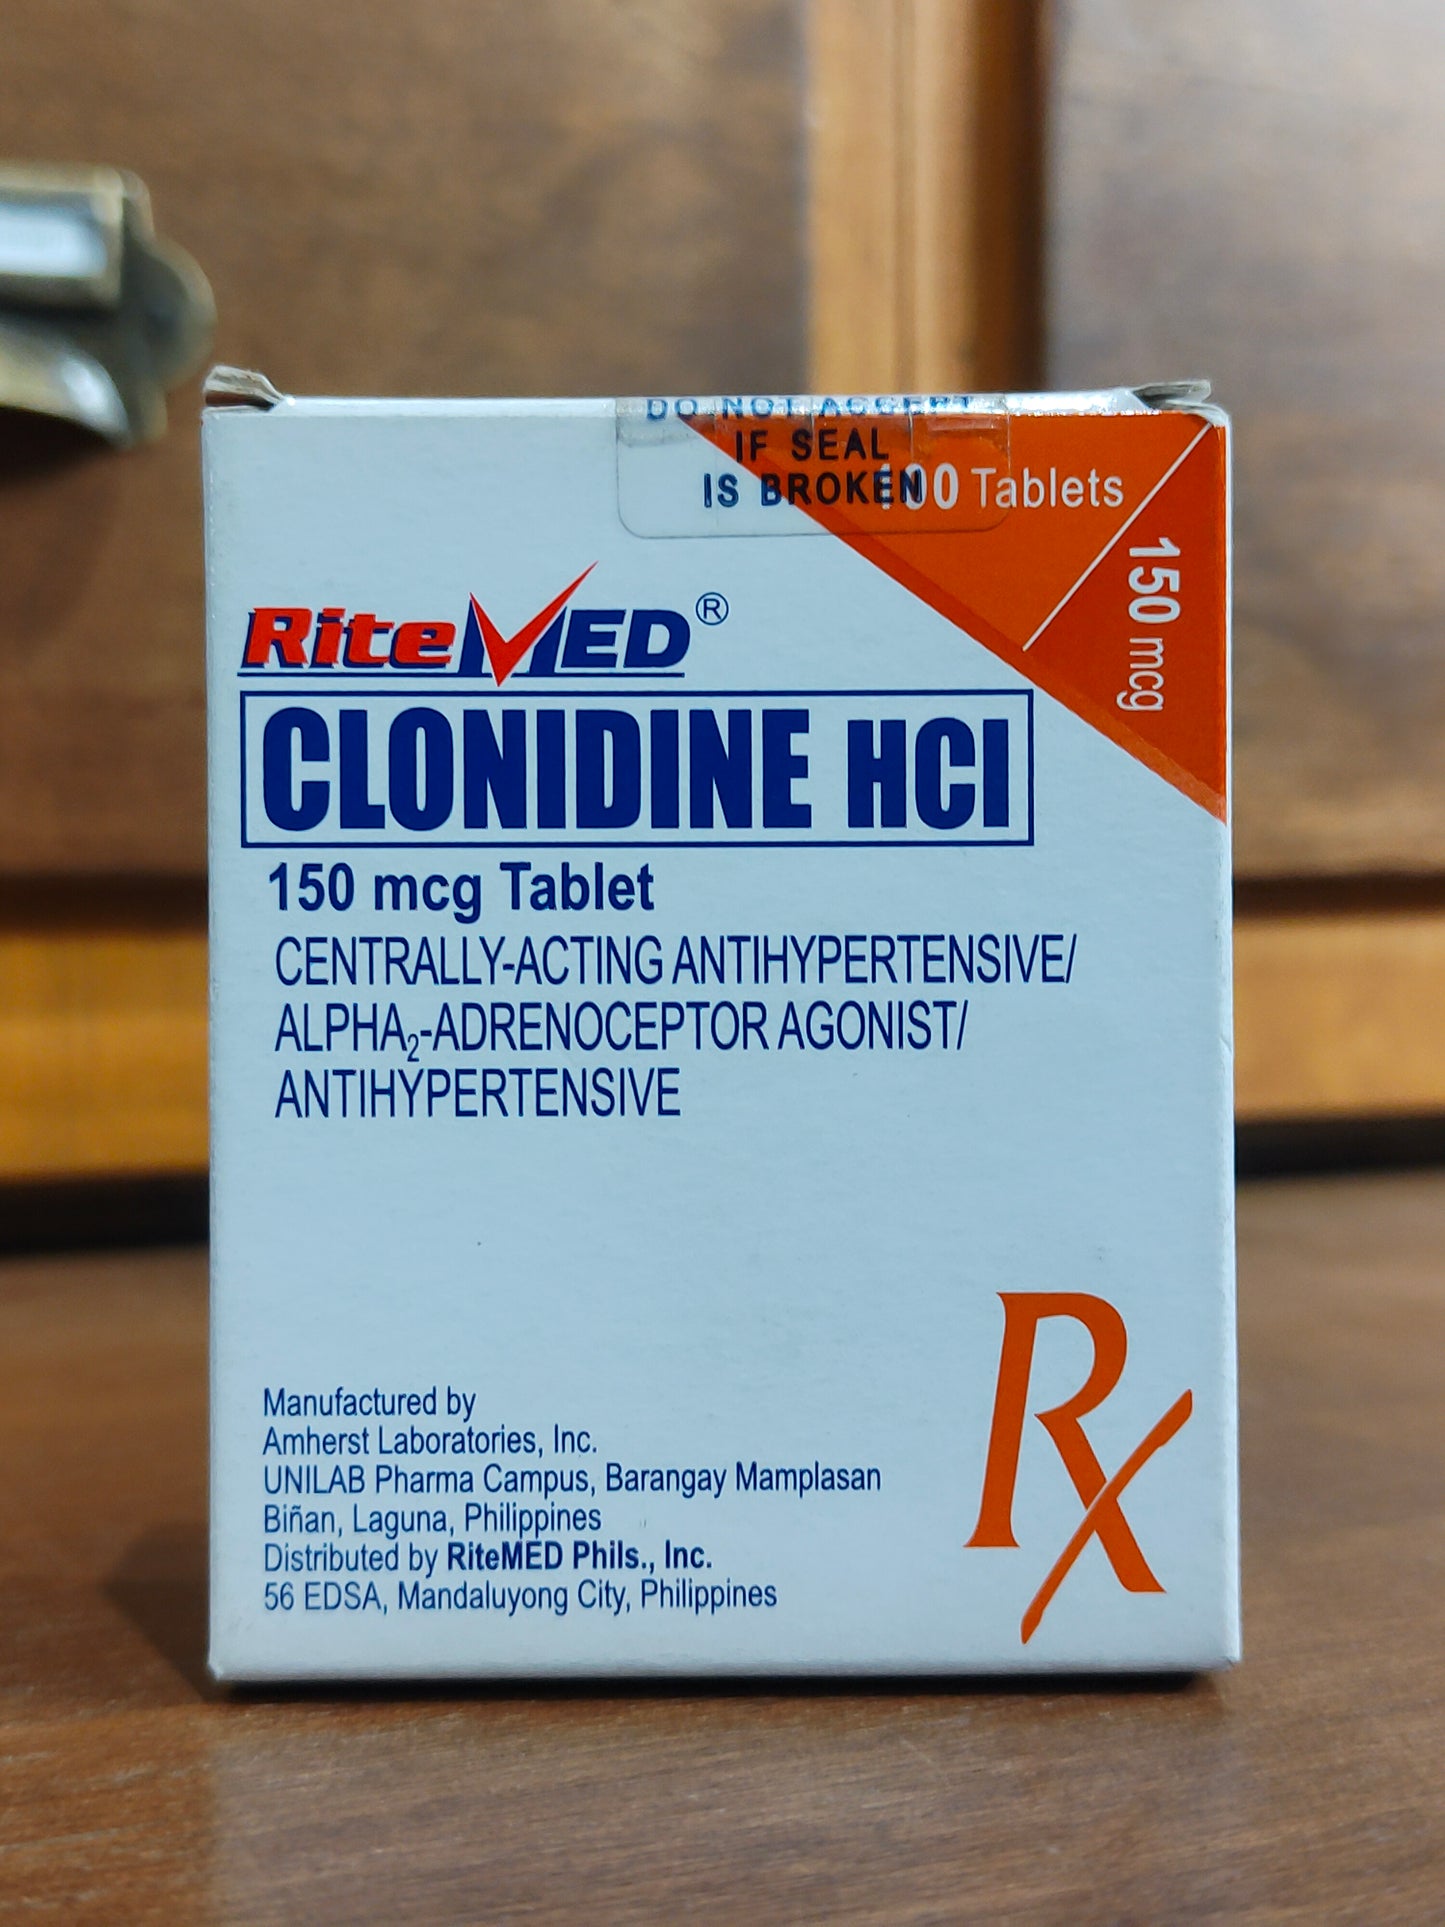 DO NOT ACCEPT
IF SEAL
IS BROKEN
100 Tablets
150 mcg
RiteMED®
CLONIDINE HCl
150 mcg Tablet
CENTRALLY-ACTING ANTIHYPERTENSIVE/
ALPHA₂-ADRENOCEPTOR AGONIST/
ANTIHYPERTENSIVE
Manufactured by
Amherst Laboratories, Inc.
UNILAB Pharma Campus, Barangay Mamplasan
Biñan, Laguna, Philippines
Distributed by RiteMED Phils., Inc.
56 EDSA, Mandaluyong City, Philippines
Rx